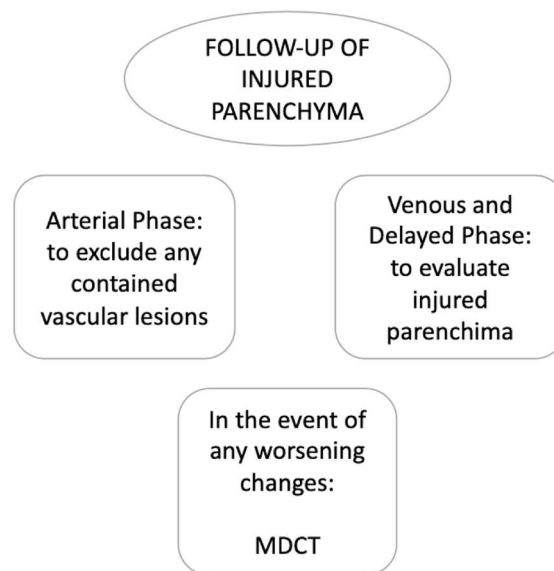 FOLLOW-UP OF
INJURED
PARENCHYMA
Arterial Phase:
to exclude any
contained
vascular lesions
Venous and
Delayed Phase:
to evaluate
injured
parenchima
In the event of
any worsening
changes:
MDCT